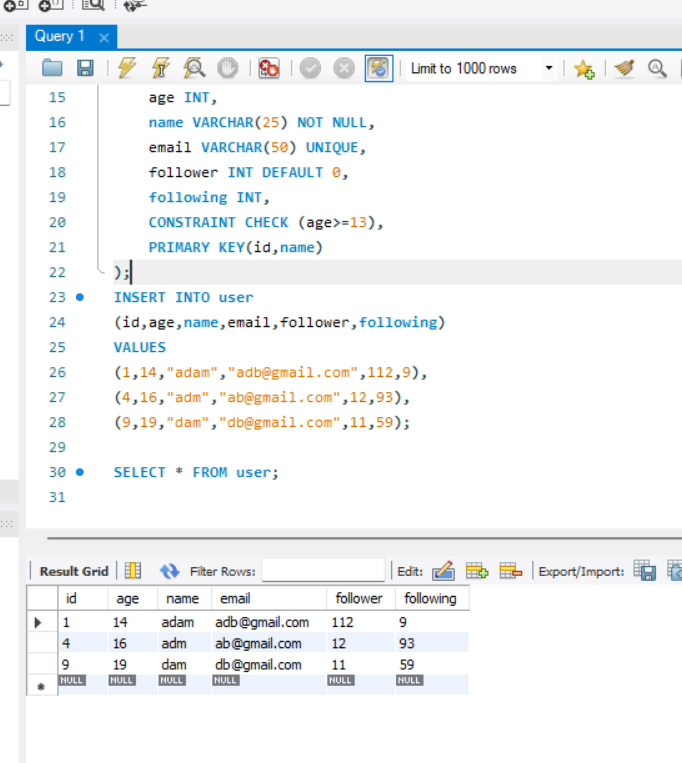 Query 1
Limit to 1000 rows
15 age INT,
16 name VARCHAR(25) NOT NULL,
17 email VARCHAR(50) UNIQUE,
18 follower INT DEFAULT 0,
19 following INT,
20 CONSTRAINT CHECK (age>=13),
21 PRIMARY KEY(id,name)
22 );
23 INSERT INTO user
24 (id,age,name,email,follower,following)
25 VALUES
26 (1,14,"adam","adb@gmail.com",112,9),
27 (4,16,"adm","ab@gmail.com",12,93),
28 (9,19,"dam","db@gmail.com",11,59);
29
30 SELECT * FROM user;
31
Result Grid Filter Rows: Edit: Export/Import:
id age name email follower following
1 14 adam adb@gmail.com 112 9
4 16 adm ab@gmail.com 12 93
9 19 dam db@gmail.com 11 59
NULL NULL NULL NULL NULL NULL